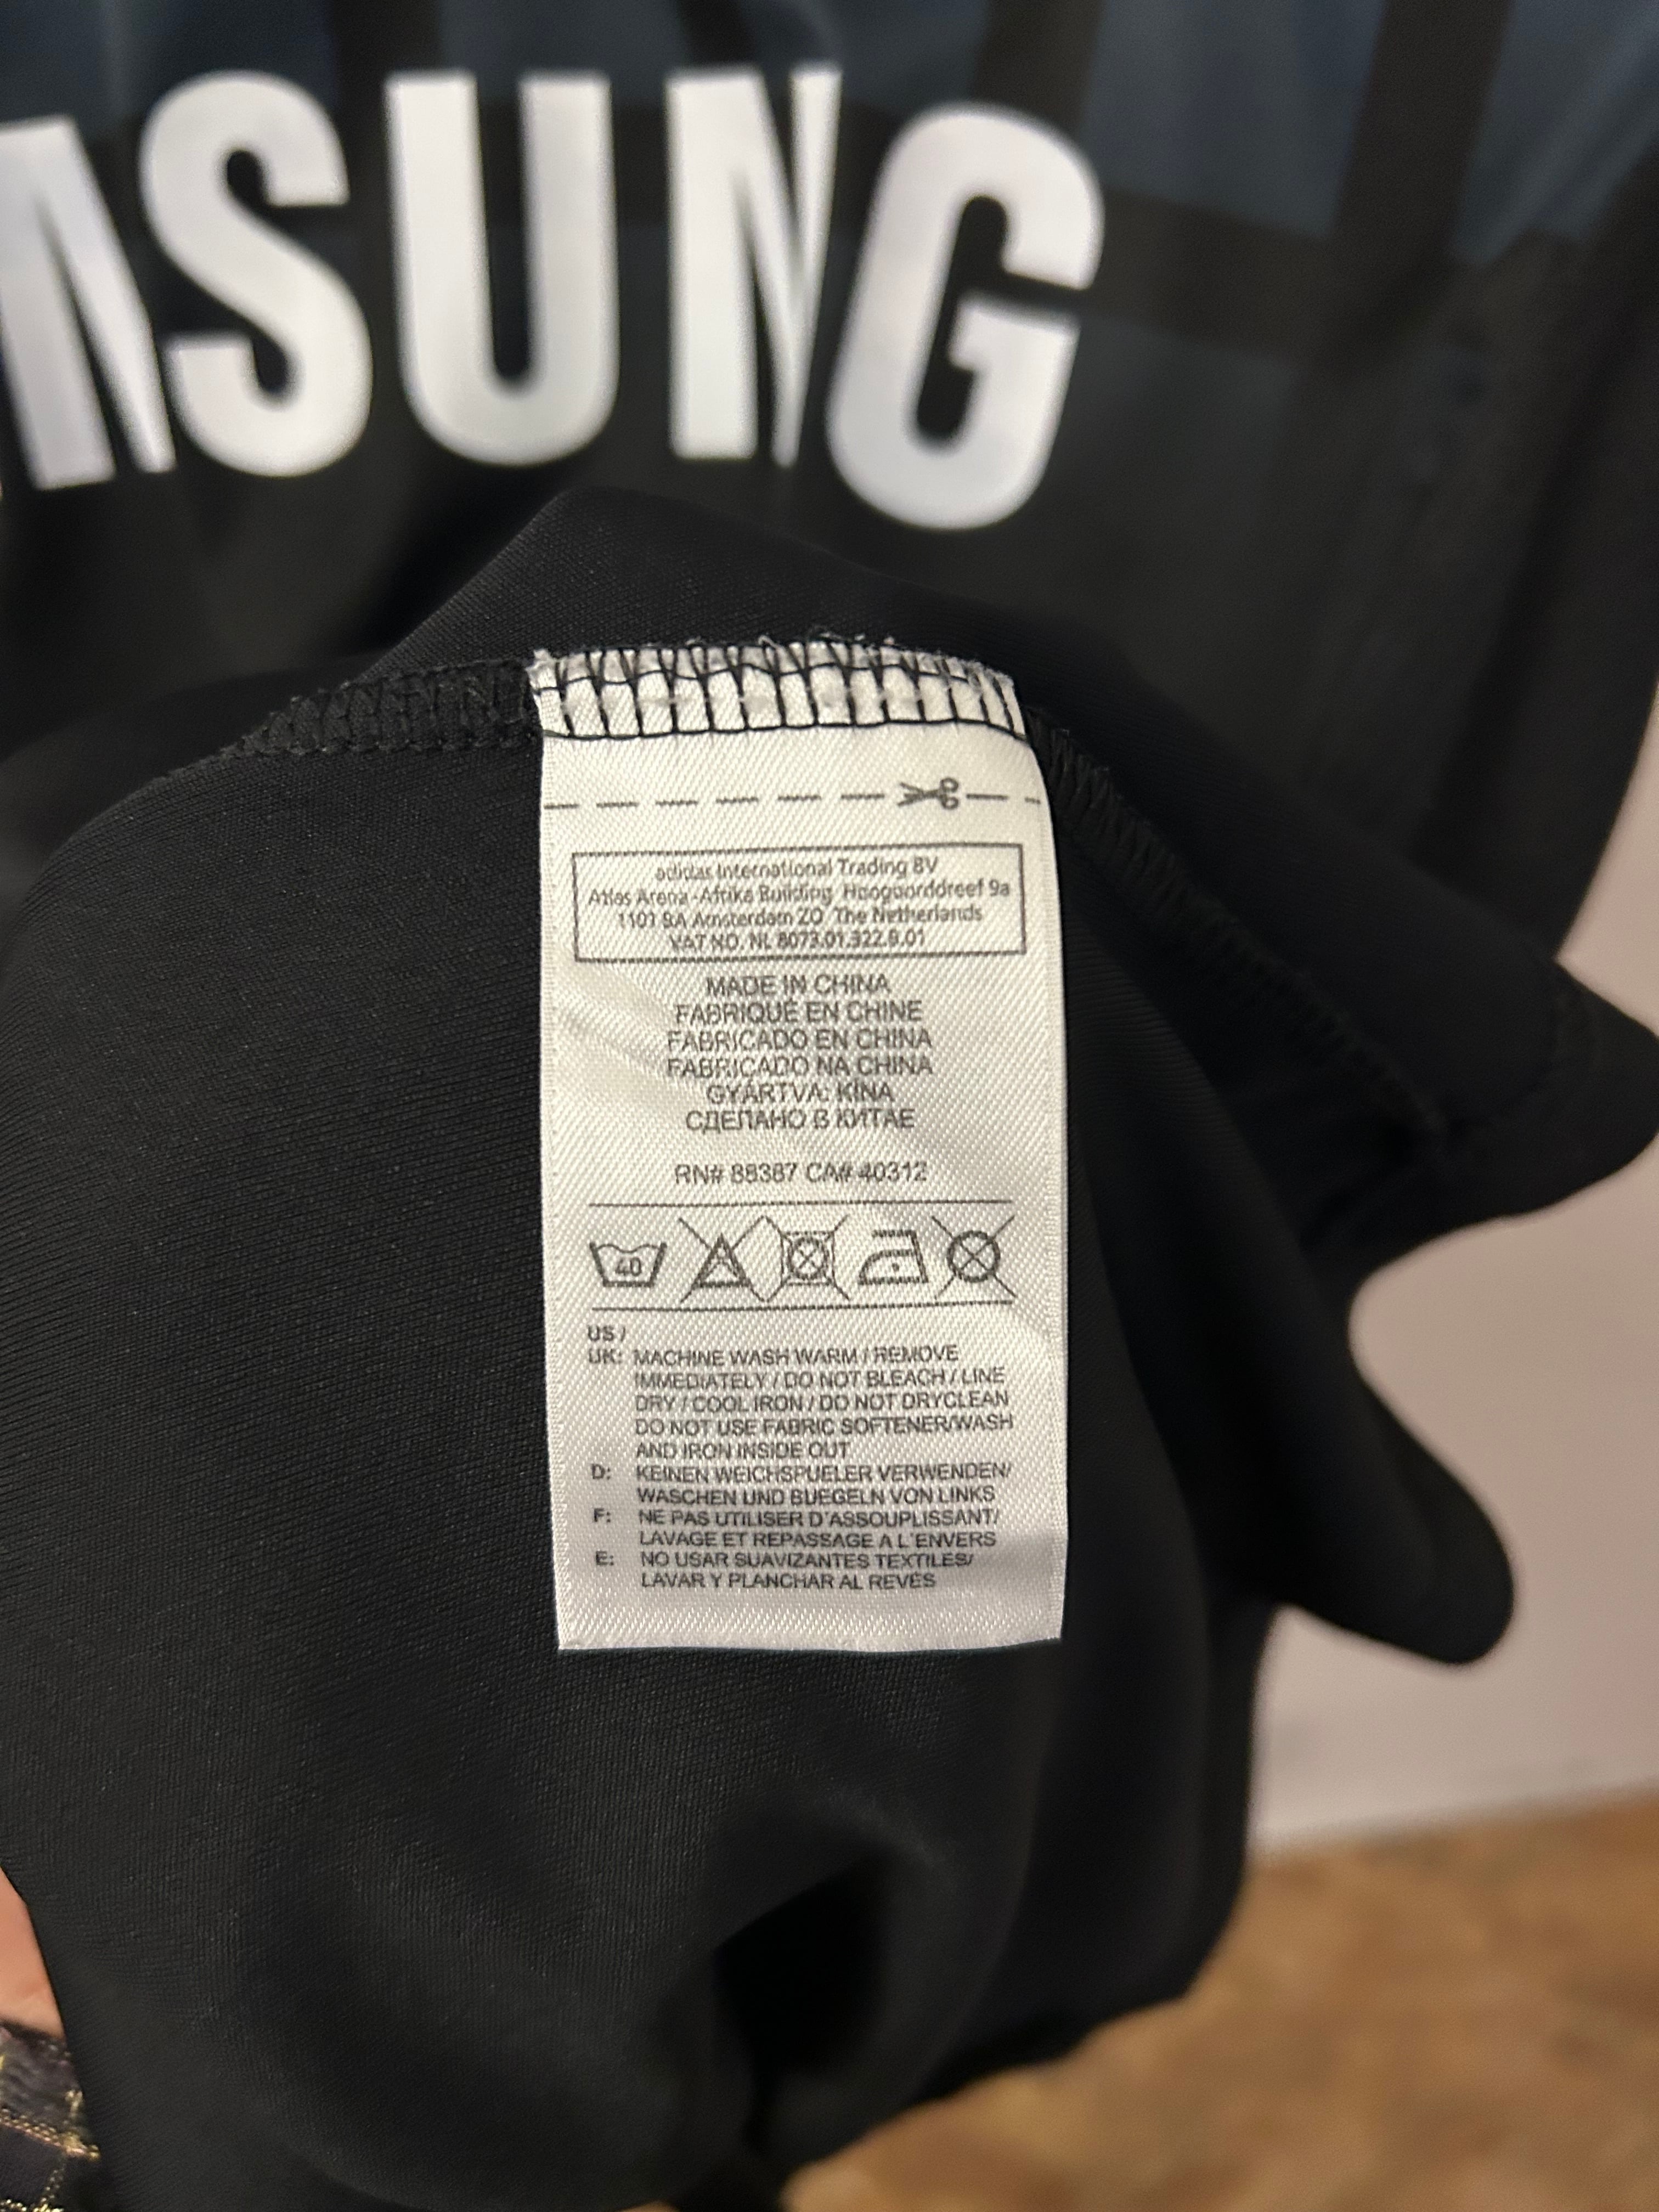 AMSUNG
adidas International Trading BV
Atlas Arena -Afrika Building Hoogoorddreef 9a
1101 BA Amsterdam ZO The Netherlands
VAT NO. NL 8073.01.322.B.01
MADE IN CHINA
FABRIQUÉ EN CHINE
FABRICADO EN CHINA
FABRICADO NA CHINA
GYÁRTVA: KÍNA
СДЕЛАНО В КИТАЕ
RN# 88387 CA# 40312
40
US /
UK: MACHINE WASH WARM / REMOVE
IMMEDIATELY / DO NOT BLEACH / LINE
DRY / COOL IRON / DO NOT DRYCLEAN
DO NOT USE FABRIC SOFTENER/WASH
AND IRON INSIDE OUT
D: KEINEN WEICHSPUELER VERWENDEN/
WASCHEN UND BUEGELN VON LINKS
F: NE PAS UTILISER D'ASSOUPLISSANT/
LAVAGE ET REPASSAGE A L'ENVERS
E: NO USAR SUAVIZANTES TEXTILES/
LAVAR Y PLANCHAR AL REVÉS